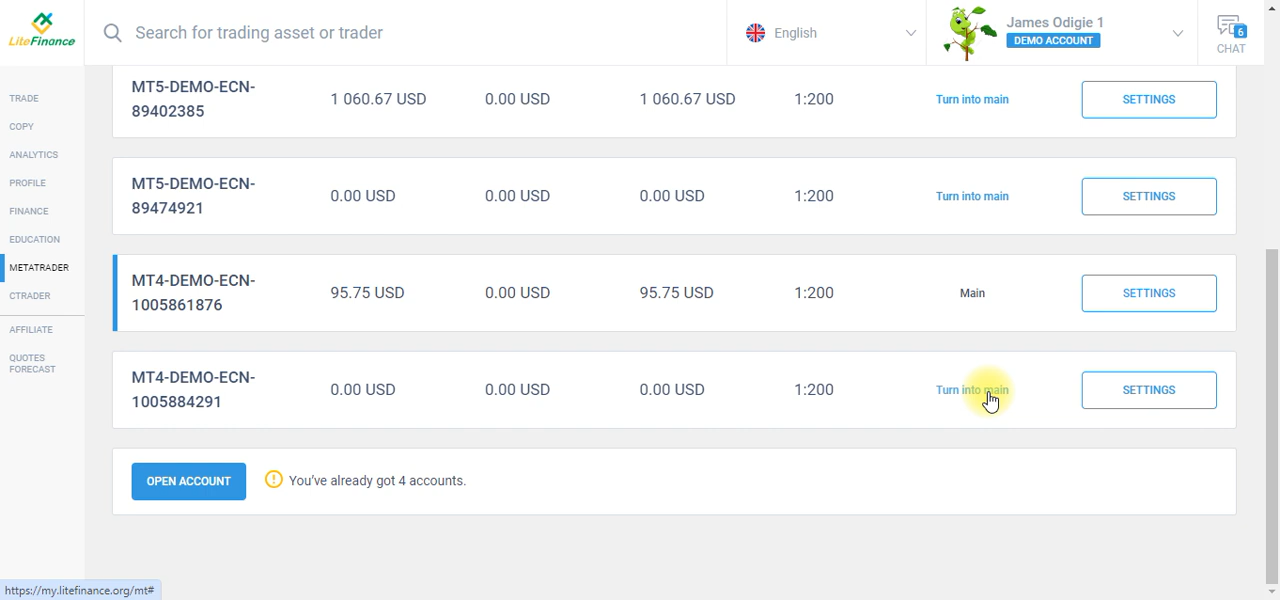 LiteFinance
Search for trading asset or trader
English
James Odigie 1
DEMO ACCOUNT
6
CHAT
TRADE
COPY
ANALYTICS
PROFILE
FINANCE
EDUCATION
METATRADER
CTRADER
AFFILIATE
QUOTES
FORECAST
MT5-DEMO-ECN-
89402385
1 060.67 USD
0.00 USD
1 060.67 USD
1:200
Turn into main
SETTINGS
MT5-DEMO-ECN-
89474921
0.00 USD
0.00 USD
0.00 USD
1:200
Turn into main
SETTINGS
MT4-DEMO-ECN-
1005861876
95.75 USD
0.00 USD
95.75 USD
1:200
Main
SETTINGS
MT4-DEMO-ECN-
1005884291
0.00 USD
0.00 USD
0.00 USD
1:200
Turn into main
SETTINGS
OPEN ACCOUNT
You've already got 4 accounts.
https://my.litefinance.org/mt#